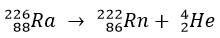 ²²⁶₈₈Ra → ²²²₈₆Rn + ⁴₂He